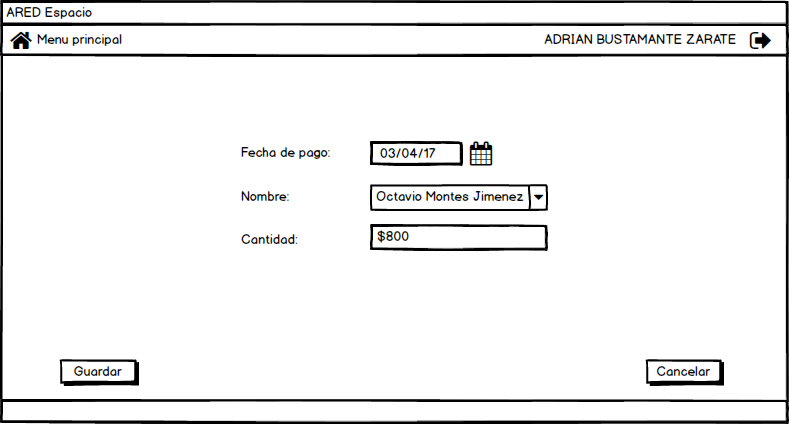 ARED Espacio
Menu principal ADRIAN BUSTAMANTE ZARATE
Fecha de pago: 03/04/17
Nombre: Octavio Montes Jimenez
Cantidad: $800
Guardar Cancelar